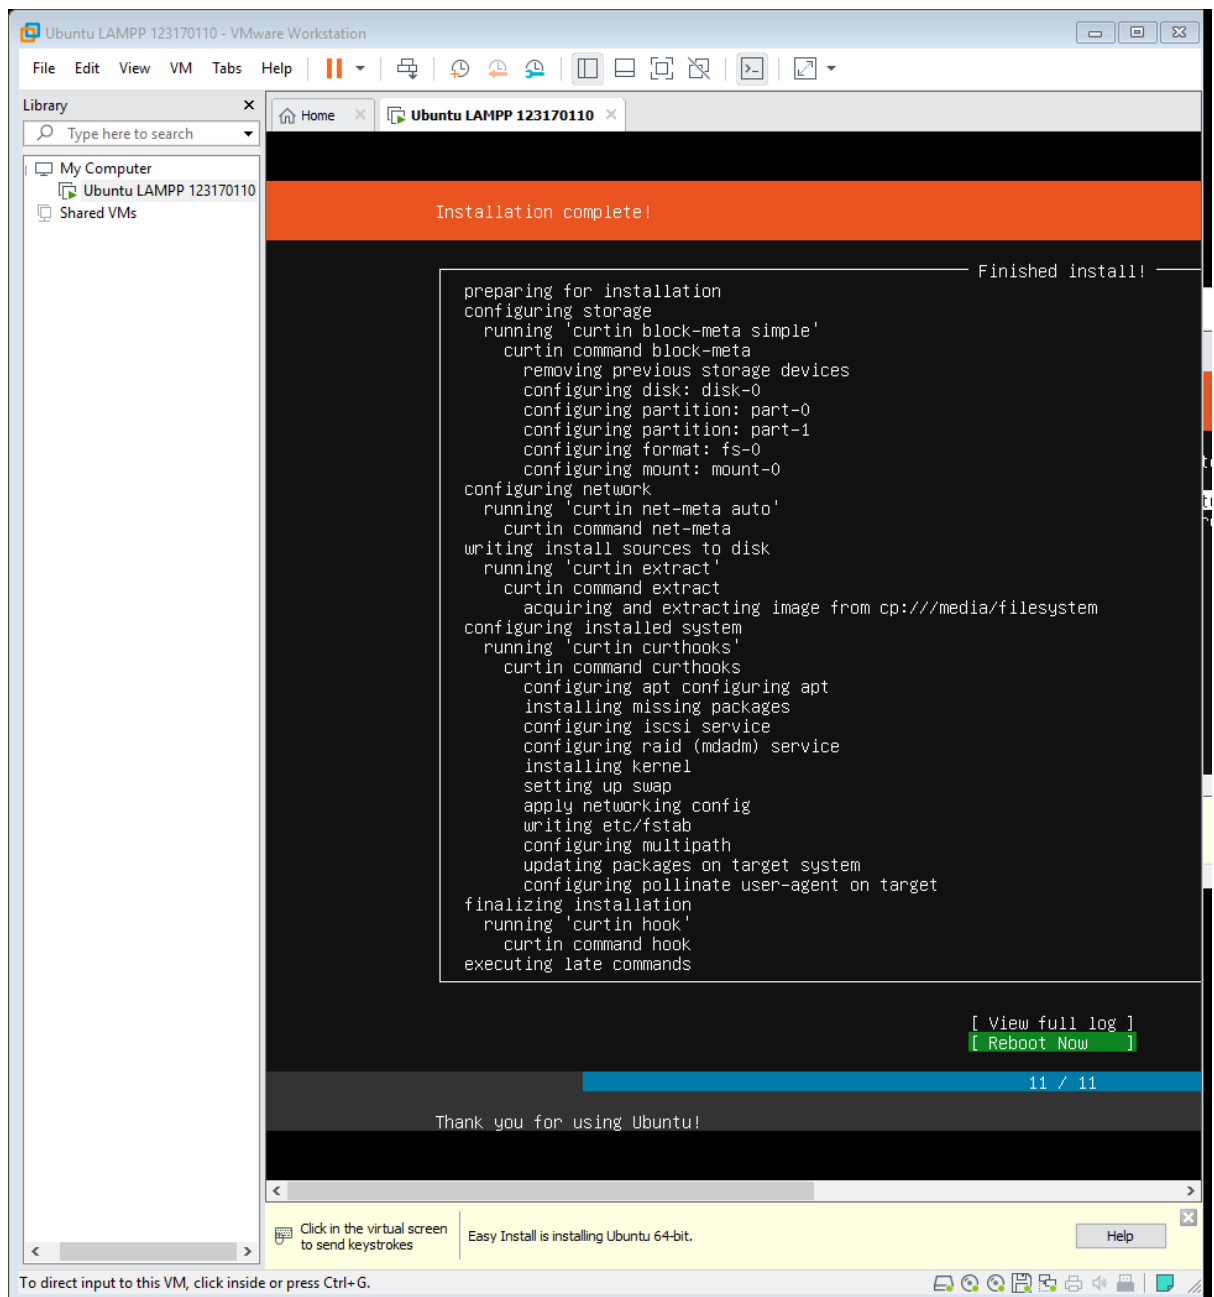 Ubuntu LAMPP 123170110 - VMware Workstation
File Edit View VM Tabs Help
Library
Type here to search
My Computer
Ubuntu LAMPP 123170110
Shared VMs
Home
Ubuntu LAMPP 123170110
Installation complete!
Finished install!
preparing for installation
configuring storage
running 'curtin block-meta simple'
curtin command block-meta
removing previous storage devices
configuring disk: disk-0
configuring partition: part-0
configuring partition: part-1
configuring format: fs-0
configuring mount: mount-0
configuring network
running 'curtin net-meta auto'
curtin command net-meta
writing install sources to disk
running 'curtin extract'
curtin command extract
acquiring and extracting image from cp:///media/filesystem
configuring installed system
running 'curtin curthooks'
curtin command curthooks
configuring apt configuring apt
installing missing packages
configuring iscsi service
configuring raid (mdadm) service
installing kernel
setting up swap
apply networking config
writing etc/fstab
configuring multipath
updating packages on target system
configuring pollinate user-agent on target
finalizing installation
running 'curtin hook'
curtin command hook
executing late commands
[ View full log ]
[ Reboot Now ]
11 / 11
Thank you for using Ubuntu!
Click in the virtual screen
to send keystrokes
Easy Install is installing Ubuntu 64-bit.
Help
To direct input to this VM, click inside or press Ctrl+G.